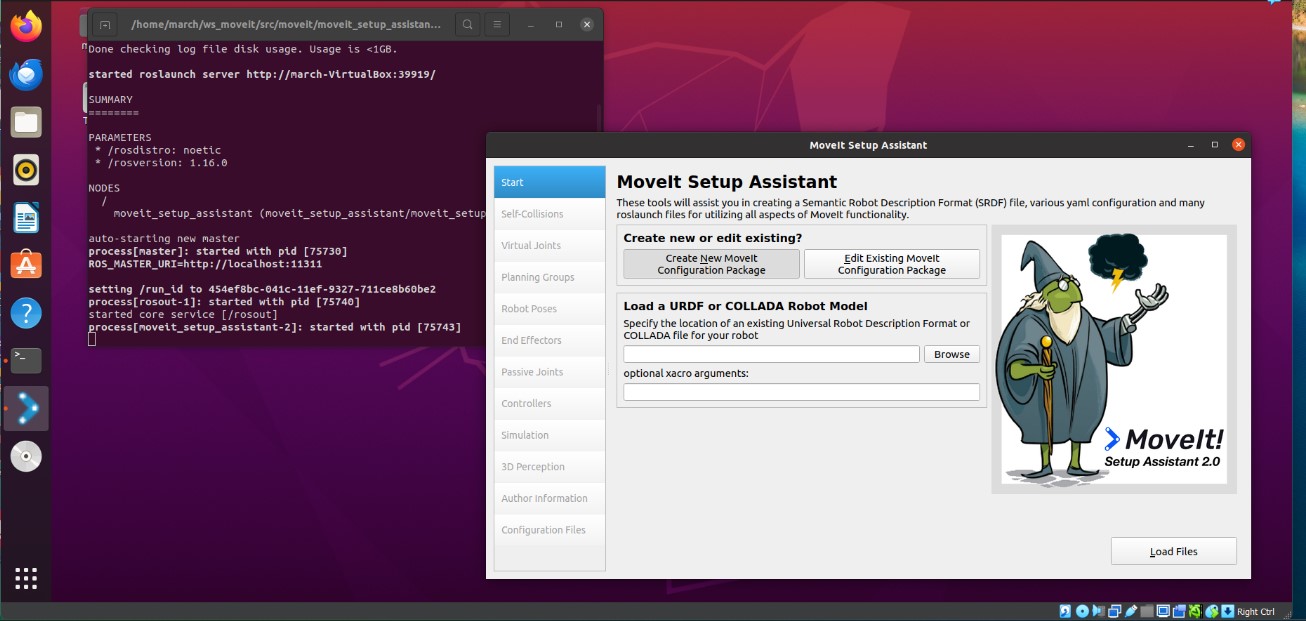 /home/march/ws_moveit/src/moveit/moveit_setup_assistan...
Done checking log file disk usage. Usage is <1GB.
started roslaunch server http://march-VirtualBox:39919/
SUMMARY
========
PARAMETERS
* /rosdistro: noetic
* /rosversion: 1.16.0
NODES
/
moveit_setup_assistant (moveit_setup_assistant/moveit_setup
auto-starting new master
process[master]: started with pid [75730]
ROS_MASTER_URI=http://localhost:11311
setting /run_id to 454ef8bc-041c-11ef-9327-711ce8b60be2
process[rosout-1]: started with pid [75740]
started core service [/rosout]
process[moveit_setup_assistant-2]: started with pid [75743]
MoveIt Setup Assistant
Start
Self-Collisions
Virtual Joints
Planning Groups
Robot Poses
End Effectors
Passive Joints
Controllers
Simulation
3D Perception
Author Information
Configuration Files
MoveIt Setup Assistant
These tools will assist you in creating a Semantic Robot Description Format (SRDF) file, various yaml configuration and many
roslaunch files for utilizing all aspects of MoveIt functionality.
Create new or edit existing?
Create New MoveIt
Configuration Package
Edit Existing MoveIt
Configuration Package
Load a URDF or COLLADA Robot Model
Specify the location of an existing Universal Robot Description Format or
COLLADA file for your robot
Browse
optional xacro arguments:
MoveIt!
Setup Assistant 2.0
Load Files
Right Ctrl